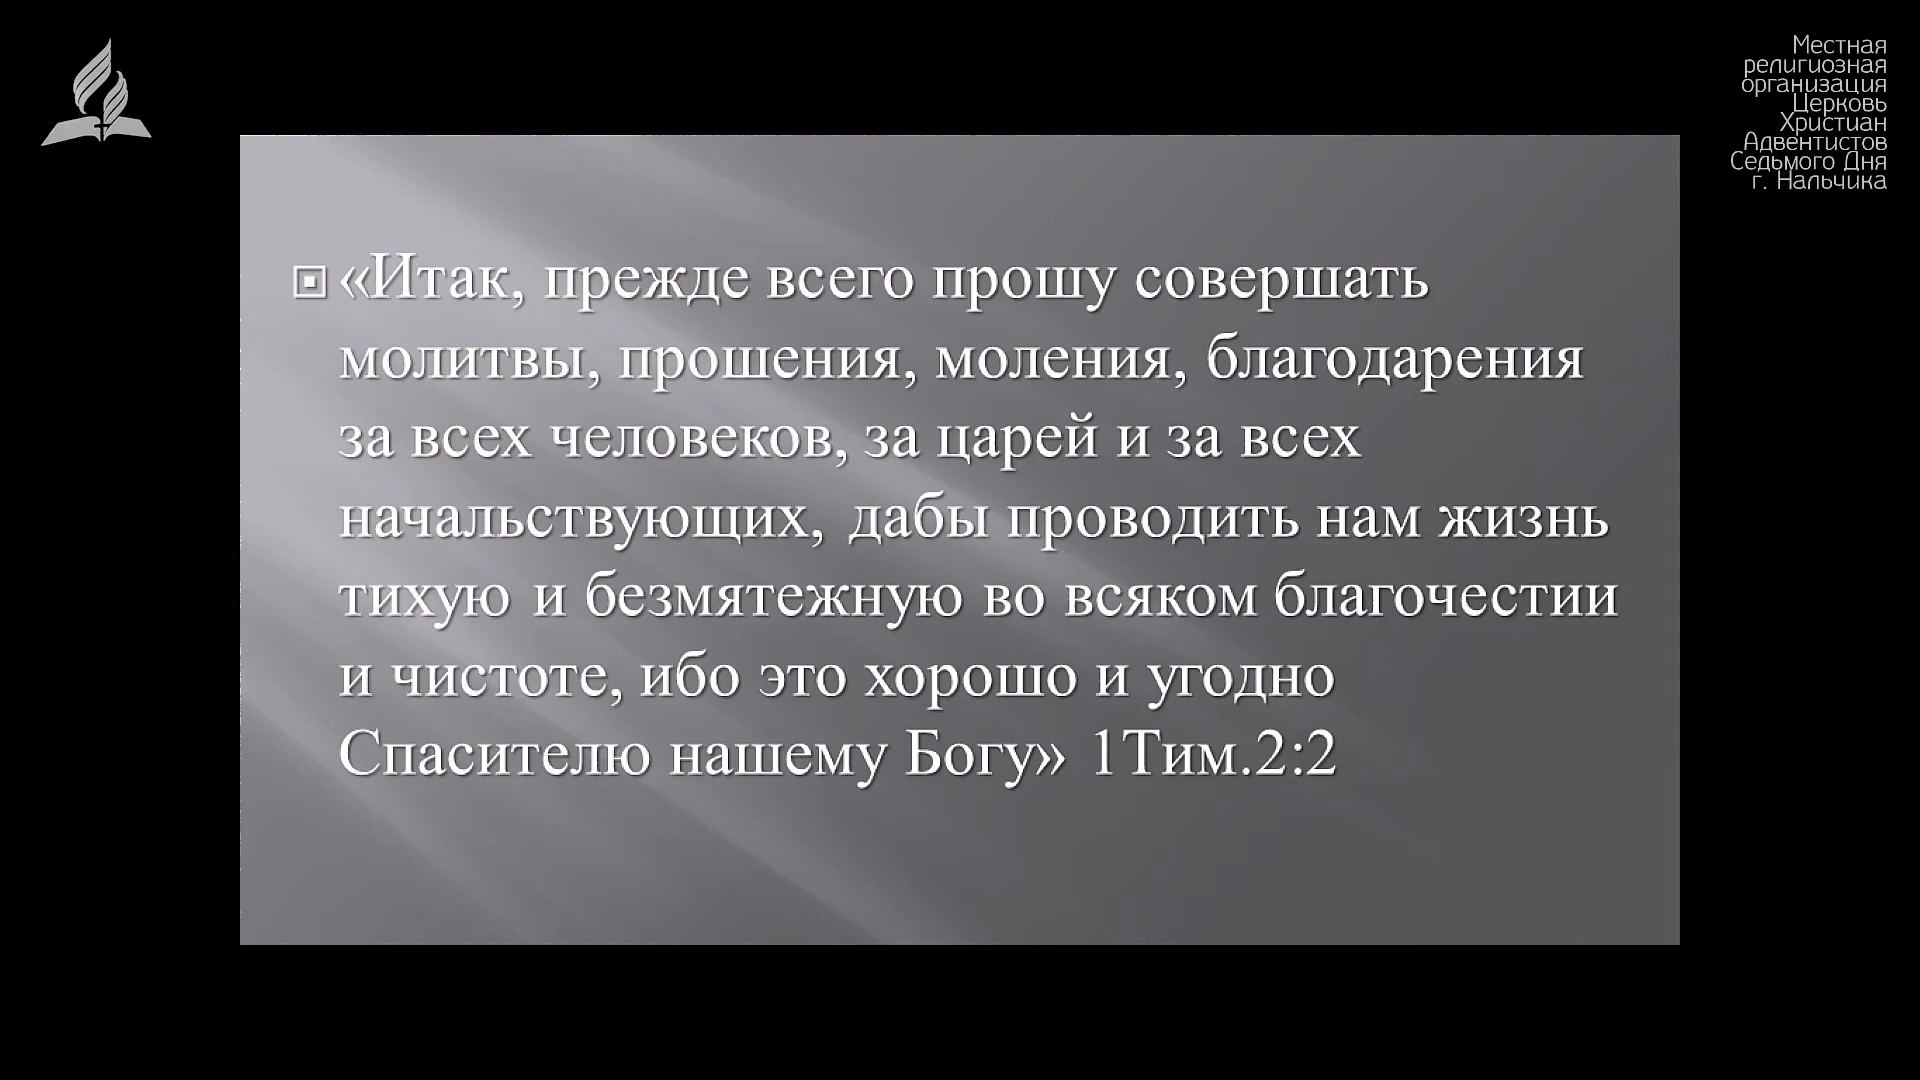 Местная
религиозная
организация
Церковь
Христиан
Адвентистов
Седьмого Дня
г. Нальчика
«Итак, прежде всего прошу совершать
молитвы, прошения, моления, благодарения
за всех человеков, за царей и за всех
начальствующих, дабы проводить нам жизнь
тихую и безмятежную во всяком благочестии
и чистоте, ибо это хорошо и угодно
Спасителю нашему Богу» 1Тим.2:2